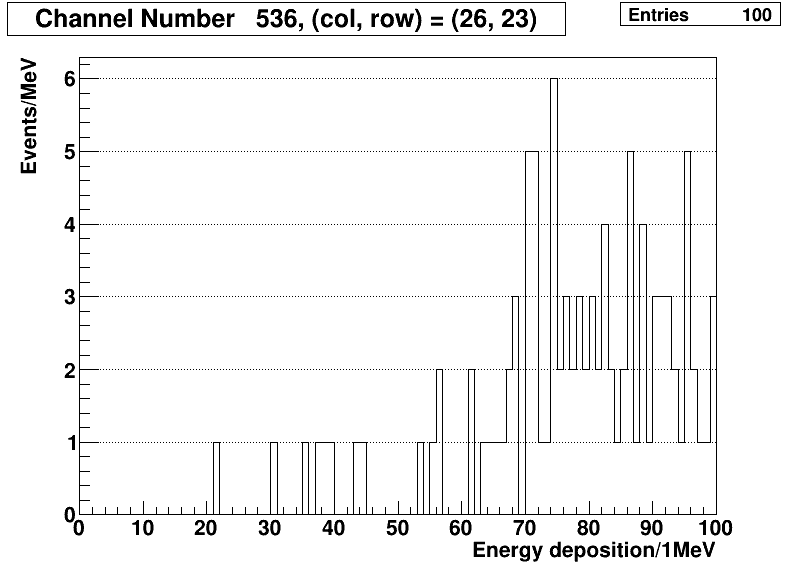 Channel Number 536, (col, row) = (26, 23)
Entries 100
Events/MeV
6
5
4
3
2
1
0
0 10 20 30 40 50 60 70 80 90 100
Energy deposition/1MeV